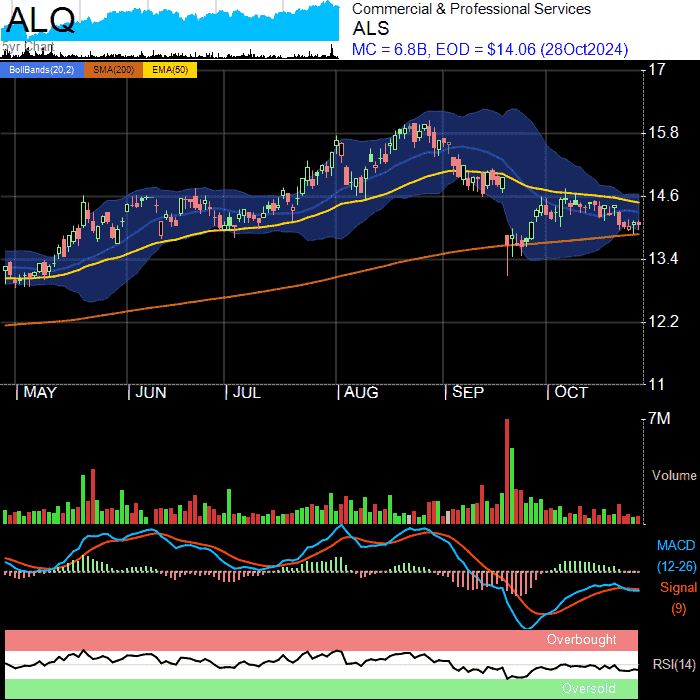 ALQ
5yr Chart
Commercial & Professional Services
ALS
MC = 6.8B, EOD = $14.06 (28Oct2024)
BollBands(20,2) SMA(200) EMA(50)
17
15.8
14.6
13.4
12.2
11
MAY JUN JUL AUG SEP OCT
7M
Volume
MACD
(12-26)
Signal
(9)
Overbought
RSI(14)
Oversold